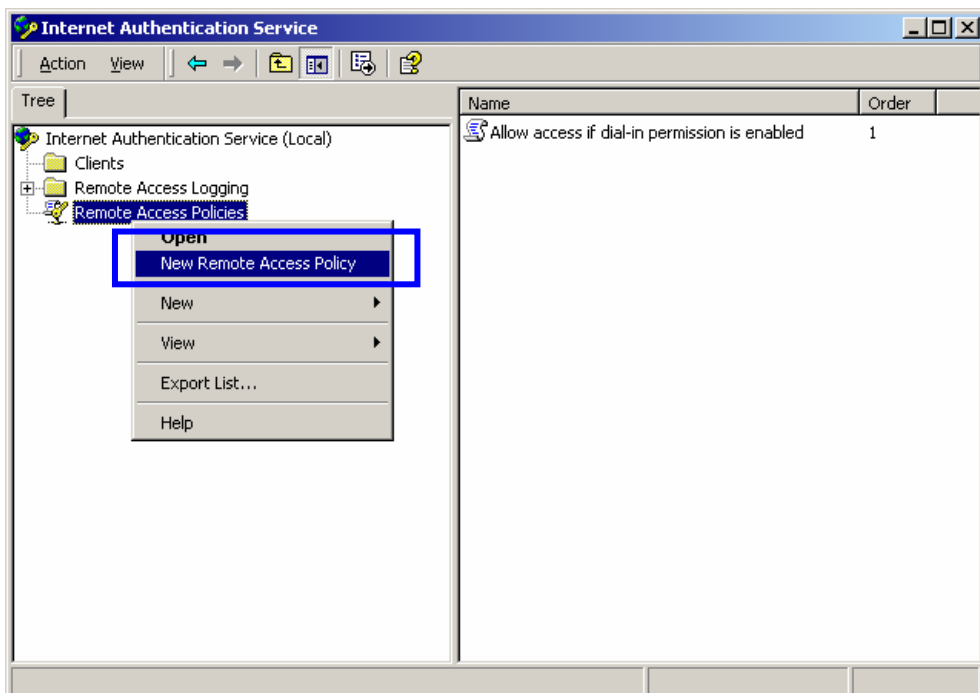 Internet Authentication Service
Action View
Tree
Name Order
Internet Authentication Service (Local)
Clients
Remote Access Logging
Remote Access Policies
Allow access if dial-in permission is enabled 1
Open
New Remote Access Policy
New
View
Export List...
Help